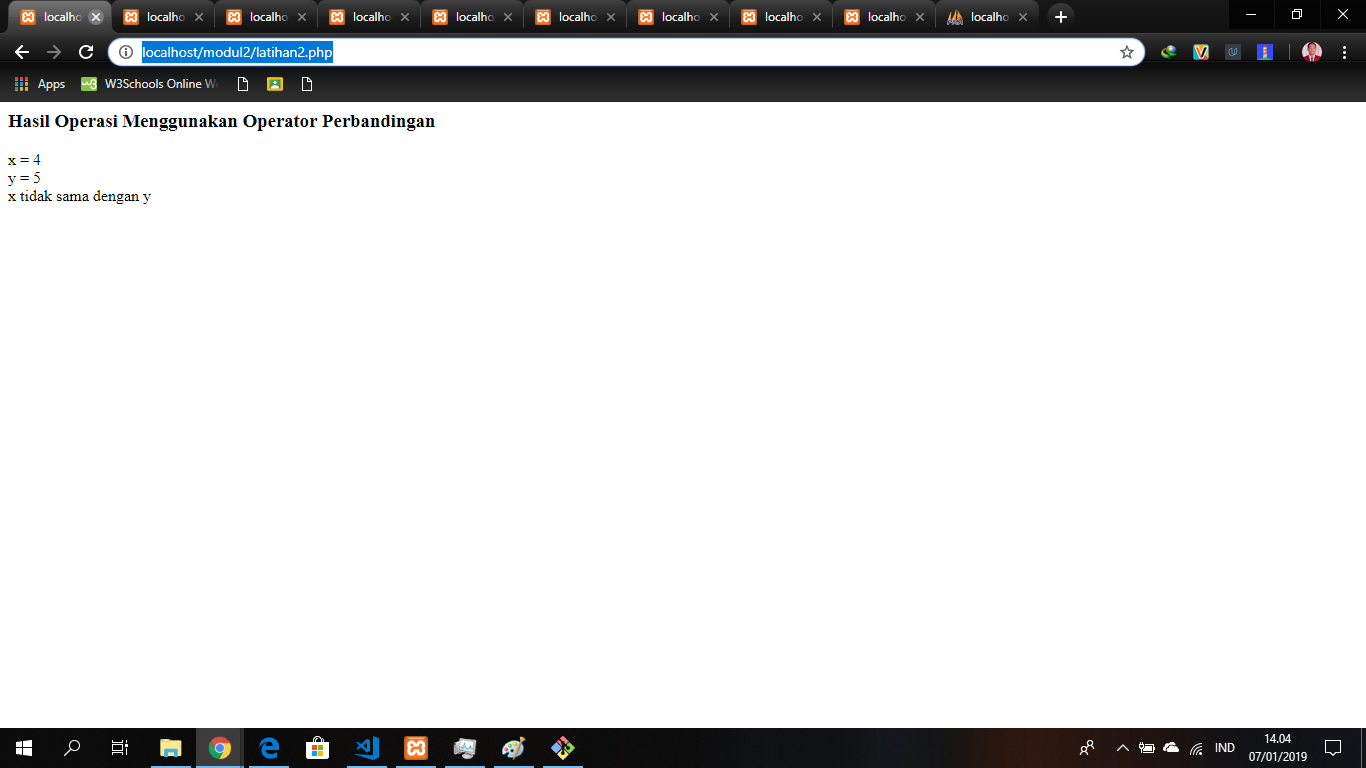 localho localho localho localho localho localho localho localho localho localho
localhost/modul2/latihan2.php
Apps W3Schools Online W
Hasil Operasi Menggunakan Operator Perbandingan
x = 4
y = 5
x tidak sama dengan y
IND
14.04
07/01/2019